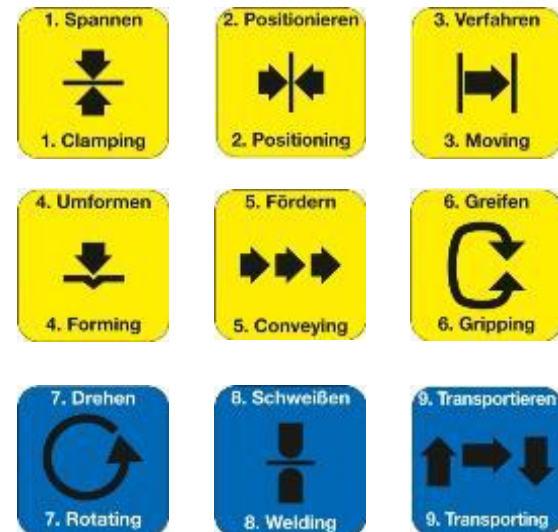 1. Spannen
1. Clamping
2. Positionieren
2. Positioning
3. Verfahren
3. Moving
4. Umformen
4. Forming
5. Fördern
5. Conveying
6. Greifen
6. Gripping
7. Drehen
7. Rotating
8. Schweißen
8. Welding
9. Transportieren
9. Transporting